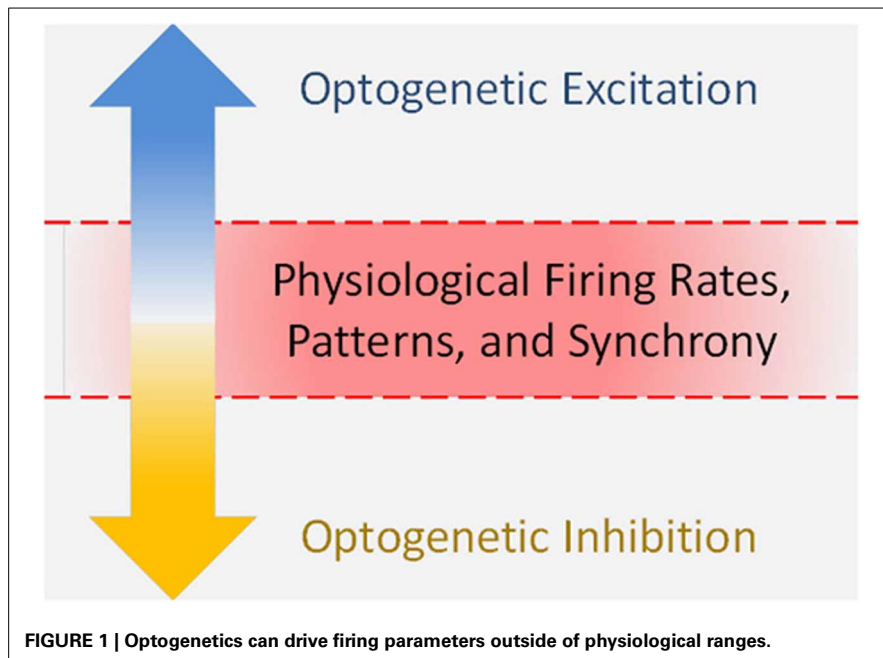 Optogenetic Excitation
Physiological Firing Rates,
Patterns, and Synchrony
Optogenetic Inhibition
FIGURE 1 | Optogenetics can drive firing parameters outside of physiological ranges.